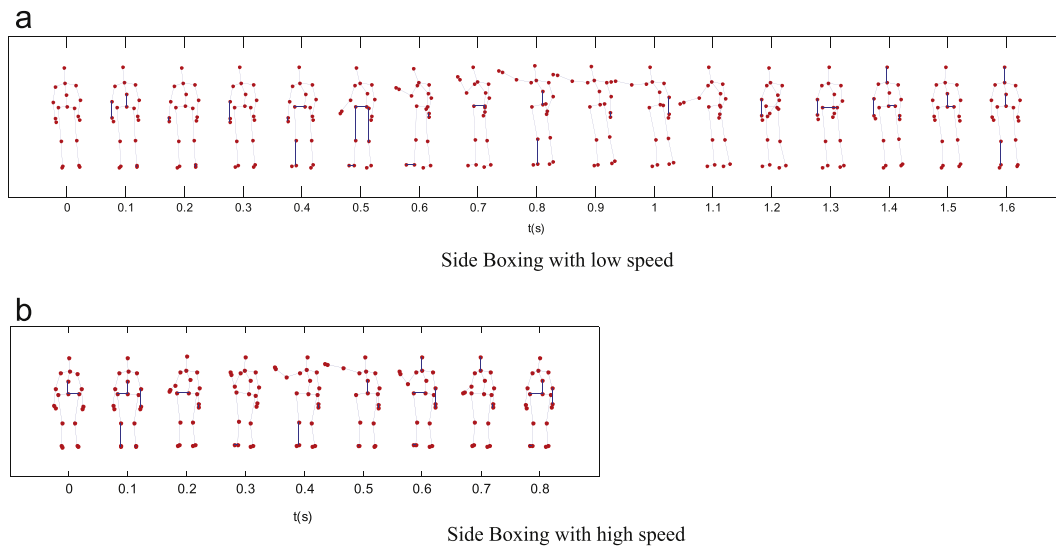 a
0 0.1 0.2 0.3 0.4 0.5 0.6 0.7 0.8 0.9 1 1.1 1.2 1.3 1.4 1.5 1.6
t(s)
Side Boxing with low speed
b
0 0.1 0.2 0.3 0.4 0.5 0.6 0.7 0.8
t(s)
Side Boxing with high speed